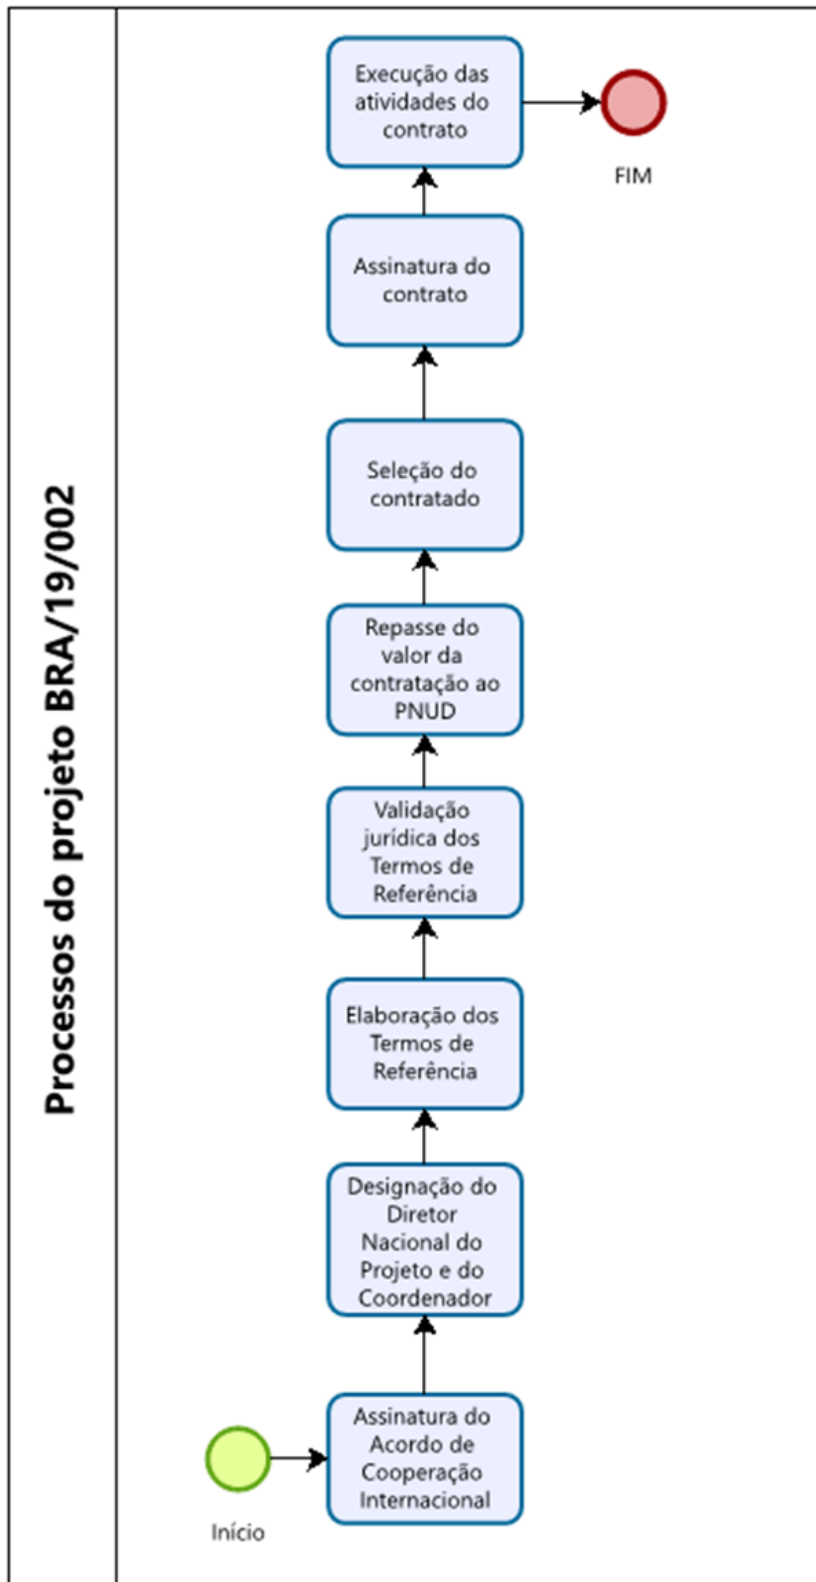 Processos do projeto BRA/19/002
Execução das
atividades do
contrato
FIM
Assinatura do
contrato
Seleção do
contratado
Repasse do
valor da
contratação ao
PNUD
Validação
jurídica dos
Termos de
Referência
Elaboração dos
Termos de
Referência
Designação do
Diretor
Nacional do
Projeto e do
Coordenador
Assinatura do
Acordo de
Cooperação
Internacional
Início